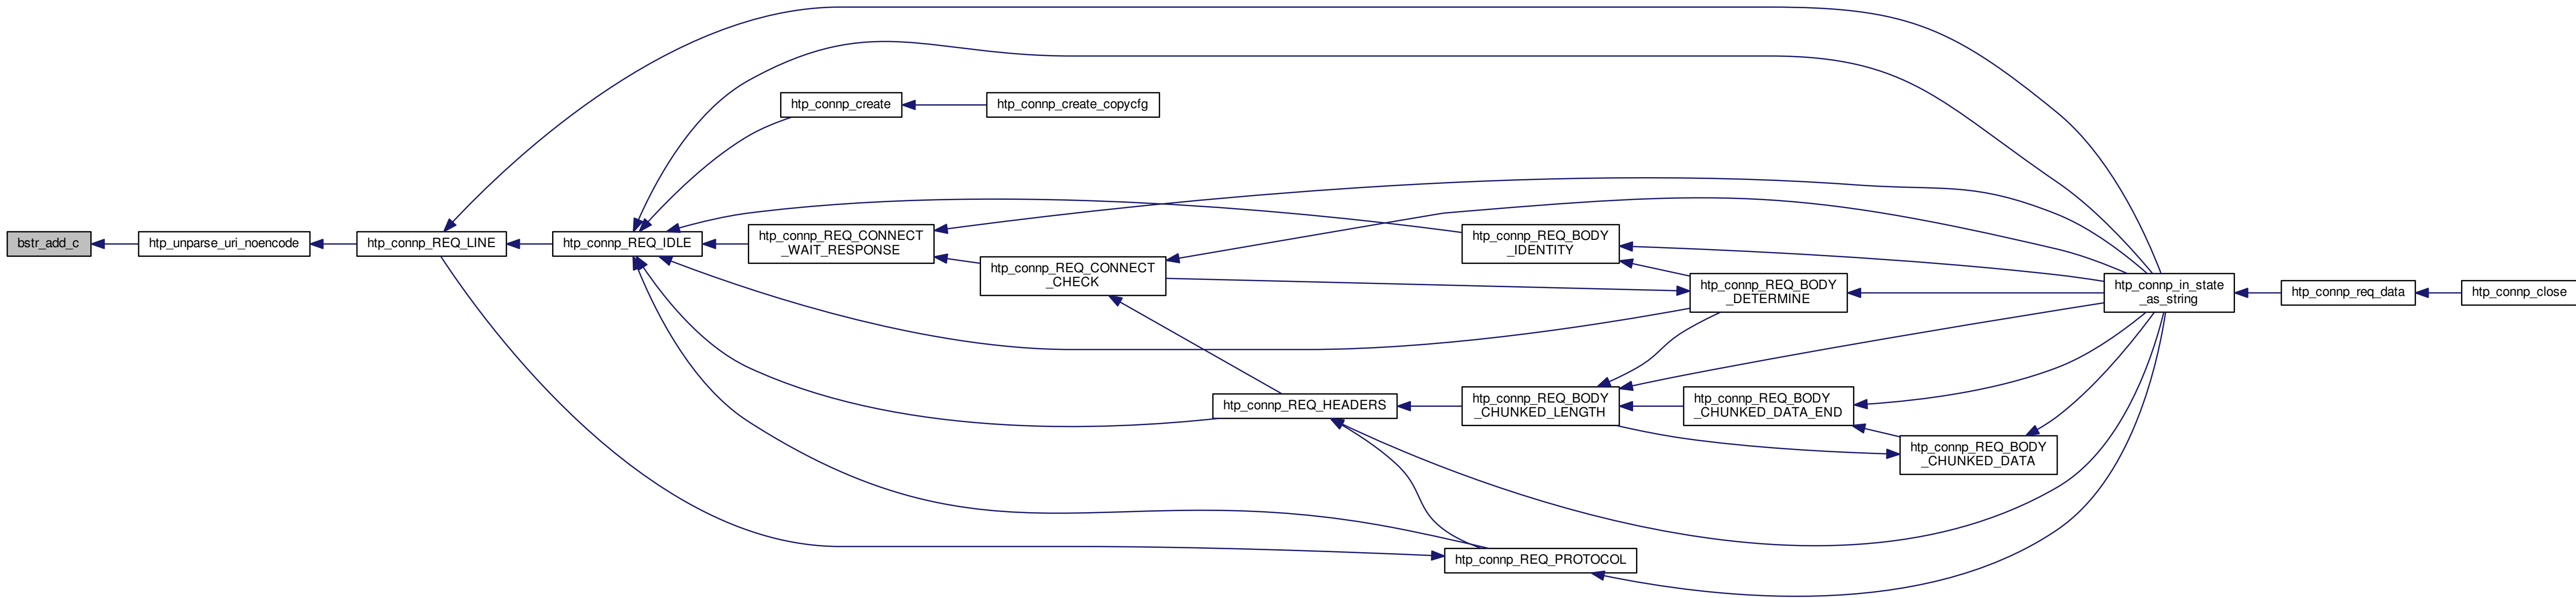 bstr_add_c
htp_unparse_uri_noencode
htp_connp_REQ_LINE
htp_connp_REQ_IDLE
htp_connp_create
htp_connp_create_copycfg
htp_connp_REQ_CONNECT
_WAIT_RESPONSE
htp_connp_REQ_CONNECT
_CHECK
htp_connp_REQ_HEADERS
htp_connp_REQ_BODY
_IDENTITY
htp_connp_REQ_BODY
_DETERMINE
htp_connp_REQ_BODY
_CHUNKED_LENGTH
htp_connp_REQ_BODY
_CHUNKED_DATA_END
htp_connp_REQ_BODY
_CHUNKED_DATA
htp_connp_REQ_PROTOCOL
htp_connp_in_state
_as_string
htp_connp_req_data
htp_connp_close